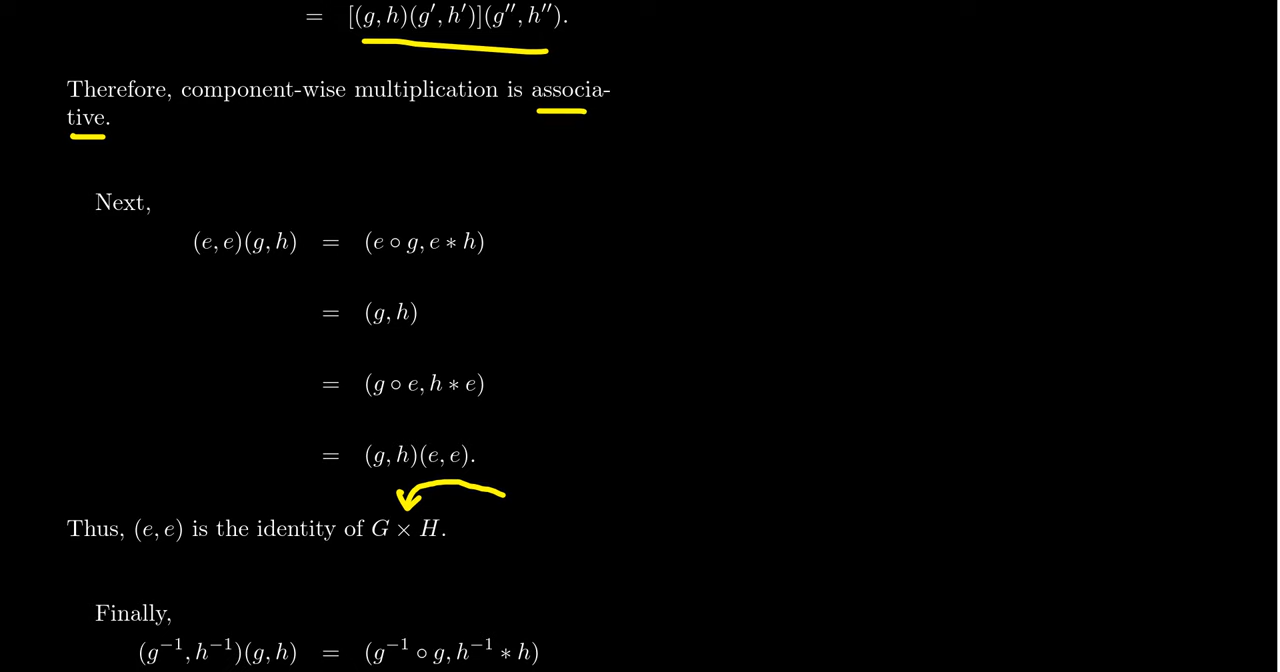 = [(g, h)(g′, h′)](g″, h″).
Therefore, component-wise multiplication is associa-
tive.
Next,
(e, e)(g, h) = (e ∘ g, e ∗ h)
= (g, h)
= (g ∘ e, h ∗ e)
= (g, h)(e, e).
Thus, (e, e) is the identity of G × H.
Finally,
(g⁻¹, h⁻¹)(g, h) = (g⁻¹ ∘ g, h⁻¹ ∗ h)